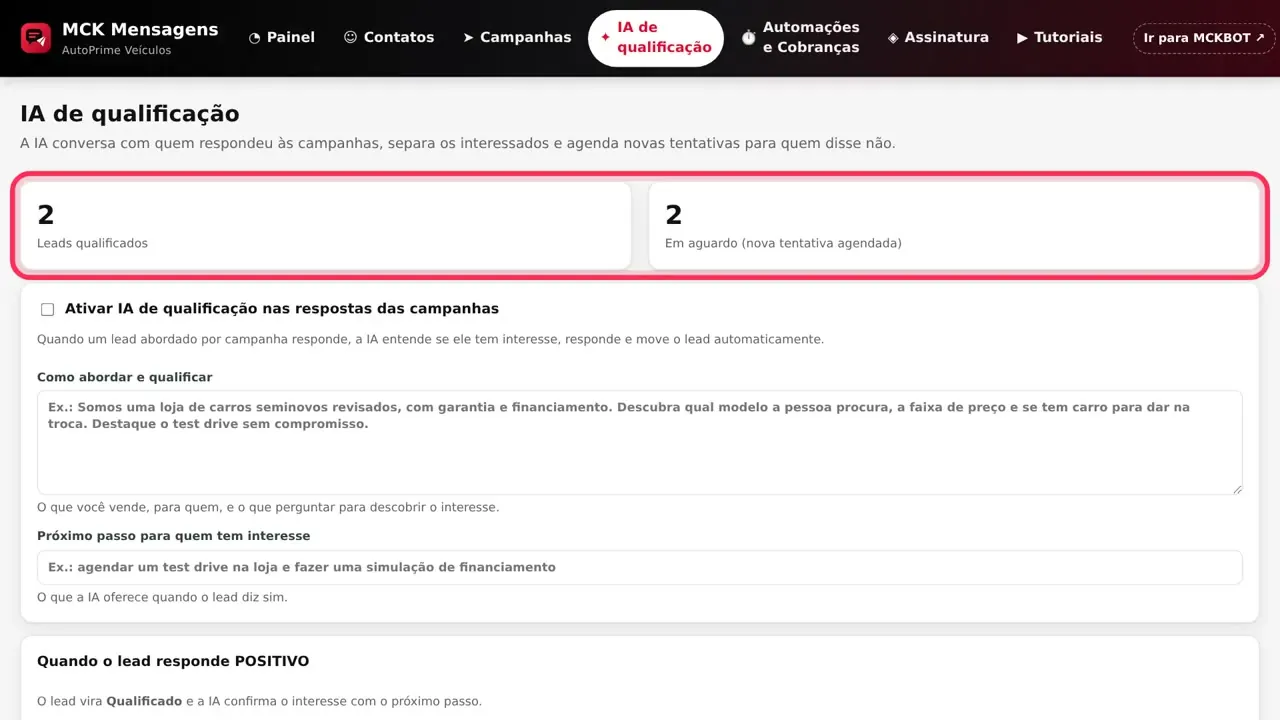 MCK Mensagens
AutoPrime Veículos
Painel
Contatos
Campanhas
IA de
qualificação
Automações
e Cobranças
Assinatura
Tutoriais
Ir para MCKBOT ↗
IA de qualificação
A IA conversa com quem respondeu às campanhas, separa os interessados e agenda novas tentativas para quem disse não.
2
Leads qualificados
2
Em aguardo (nova tentativa agendada)
Ativar IA de qualificação nas respostas das campanhas
Quando um lead abordado por campanha responde, a IA entende se ele tem interesse, responde e move o lead automaticamente.
Como abordar e qualificar
Ex.: Somos uma loja de carros seminovos revisados, com garantia e financiamento. Descubra qual modelo a pessoa procura, a faixa de preço e se tem carro para dar na
troca. Destaque o test drive sem compromisso.
O que você vende, para quem, e o que perguntar para descobrir o interesse.
Próximo passo para quem tem interesse
Ex.: agendar um test drive na loja e fazer uma simulação de financiamento
O que a IA oferece quando o lead diz sim.
Quando o lead responde POSITIVO
O lead vira Qualificado e a IA confirma o interesse com o próximo passo.